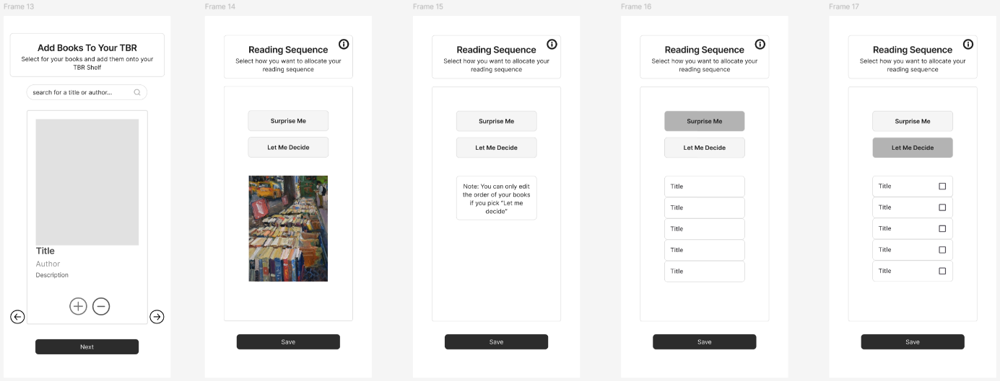 Frame 13
Add Books To Your TBR
Select for your books and add them onto your
TBR Shelf
search for a title or author...
Title
Author
Description
Next
Frame 14
Reading Sequence
Select how you want to allocate your
reading sequence
Surprise Me
Let Me Decide
Save
Frame 15
Reading Sequence
Select how you want to allocate your
reading sequence
Surprise Me
Let Me Decide
Note: You can only edit
the order of your books
if you pick “Let me
decide”
Save
Frame 16
Reading Sequence
Select how you want to allocate your
reading sequence
Surprise Me
Let Me Decide
Title
Title
Title
Title
Title
Save
Frame 17
Reading Sequence
Select how you want to allocate your
reading sequence
Surprise Me
Let Me Decide
Title
Title
Title
Title
Title
Save